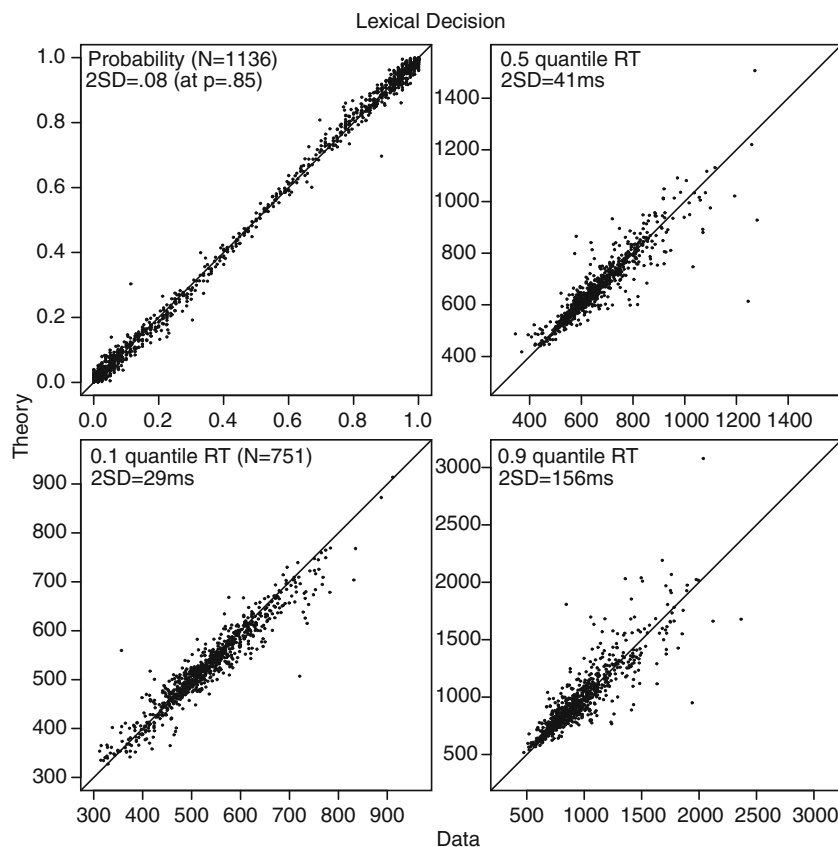 Lexical Decision
Probability (N=1136)
2SD=.08 (at p=.85)
1.0
0.8
0.6
0.4
0.2
0.0
0.0 0.2 0.4 0.6 0.8 1.0
0.5 quantile RT
2SD=41ms
1400
1200
1000
800
600
400
400 600 800 1000 1200 1400
Theory
0.1 quantile RT (N=751)
2SD=29ms
900
800
700
600
500
400
300
300 400 500 600 700 800 900
0.9 quantile RT
2SD=156ms
3000
2500
2000
1500
1000
500
500 1000 1500 2000 2500 3000
Data